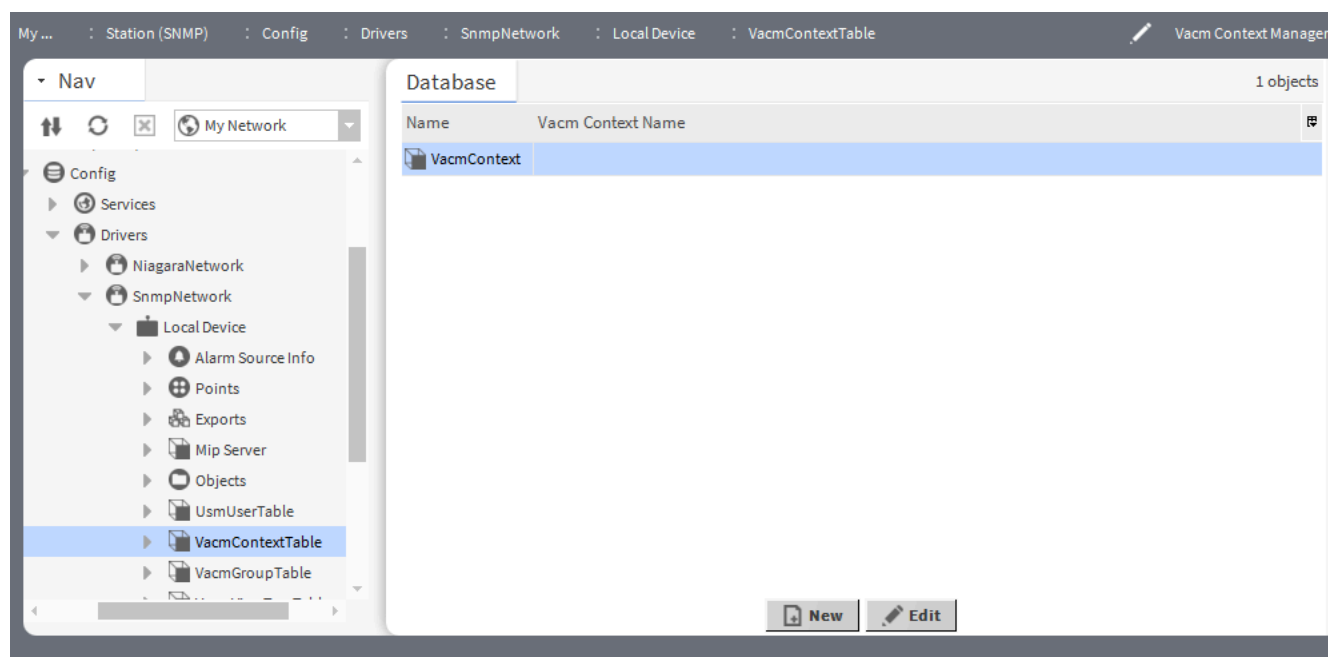 My ... : Station (SNMP) : Config : Drivers : SnmpNetwork : Local Device : VacmContextTable Vacm Context Manager
Nav
My Network
Config
Services
Drivers
NiagaraNetwork
SnmpNetwork
Local Device
Alarm Source Info
Points
Exports
Mip Server
Objects
UsmUserTable
VacmContextTable
VacmGroupTable
Database 1 objects
Name Vacm Context Name
VacmContext
New Edit